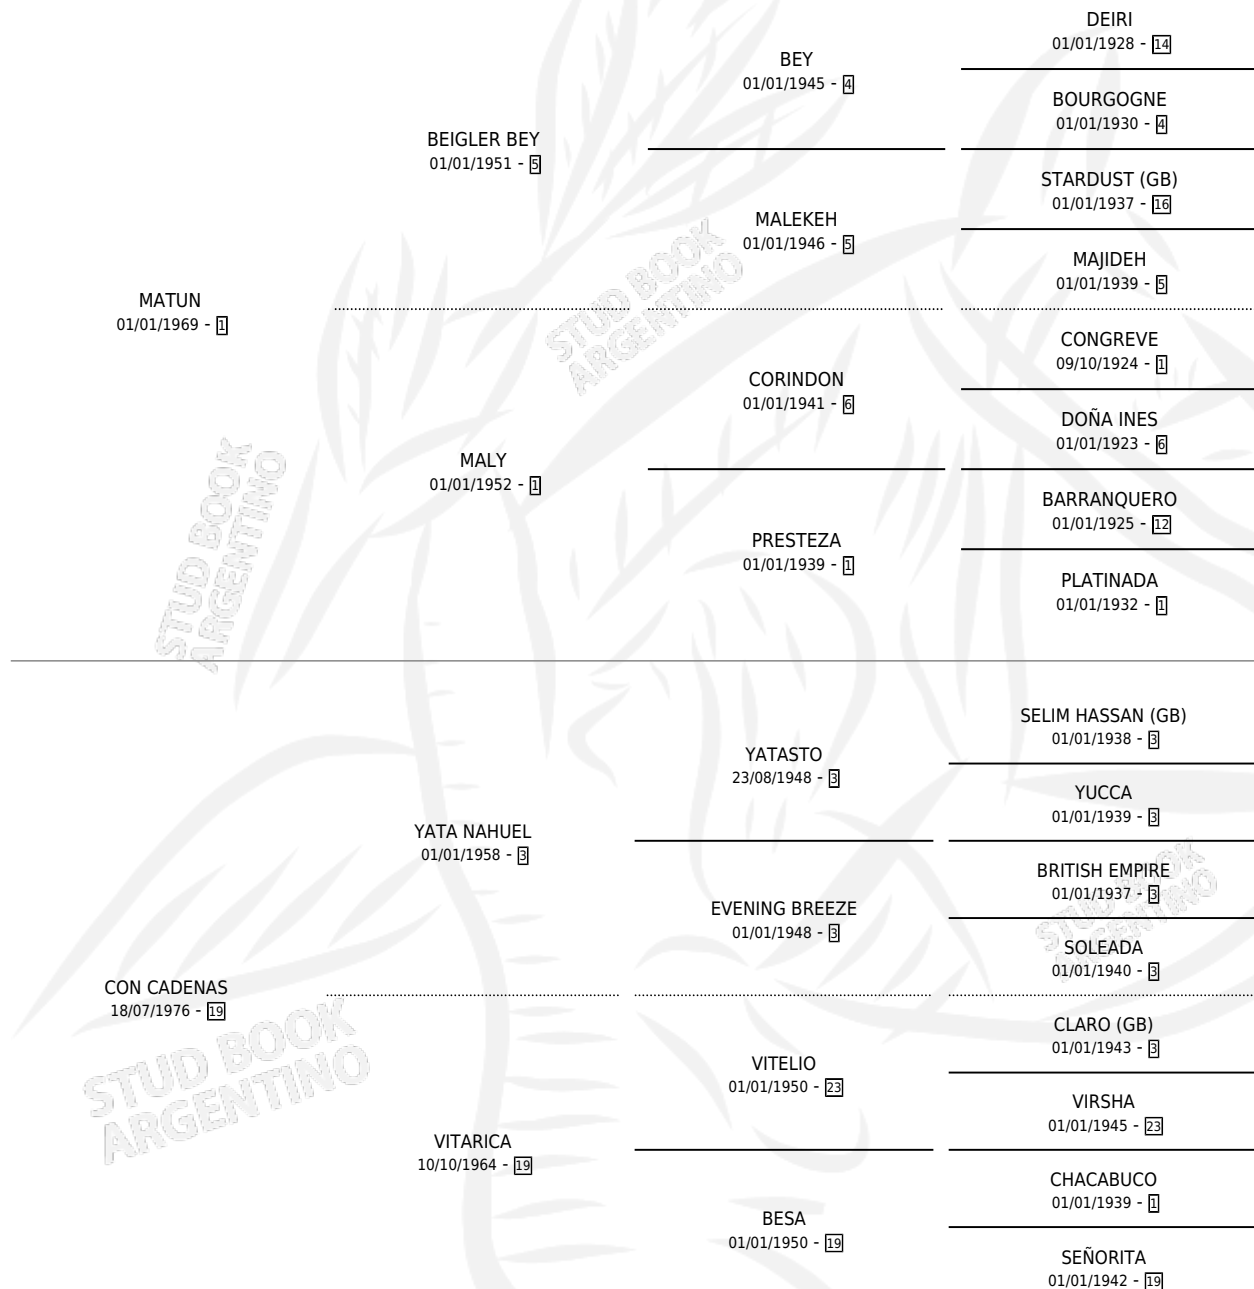 DEIRI
01/01/1928 - 14
BEY
01/01/1945 - 4
BOURGOGNE
01/01/1930 - 4
BEIGLER BEY
01/01/1951 - 5
STARDUST (GB)
01/01/1937 - 16
MALEKEH
01/01/1946 - 5
MAJIDEH
01/01/1939 - 5
STUD BOOK
ARGENTINO
MATUN
01/01/1969 - 1
CONGREVE
09/10/1924 - 1
CORINDON
01/01/1941 - 6
DOÑA INES
01/01/1923 - 6
MALY
01/01/1952 - 1
BARRANQUERO
01/01/1925 - 12
PRESTEZA
01/01/1939 - 1
PLATINADA
01/01/1932 - 1
STUD BOOK
ARGENTINO
SELIM HASSAN (GB)
01/01/1938 - 3
YATASTO
23/08/1948 - 3
YUCCA
01/01/1939 - 3
YATA NAHUEL
01/01/1958 - 3
BRITISH EMPIRE
01/01/1937 - 3
EVENING BREEZE
01/01/1948 - 3
SOLEADA
01/01/1940 - 3
STUD BOOK
ARGENTINO
CON CADENAS
18/07/1976 - 19
CLARO (GB)
01/01/1943 - 3
VITELIO
01/01/1950 - 23
VIRSHA
01/01/1945 - 23
STUD BOOK
ARGENTINO
VITARICA
10/10/1964 - 19
CHACABUCO
01/01/1939 - 1
BESA
01/01/1950 - 19
SEÑORITA
01/01/1942 - 19